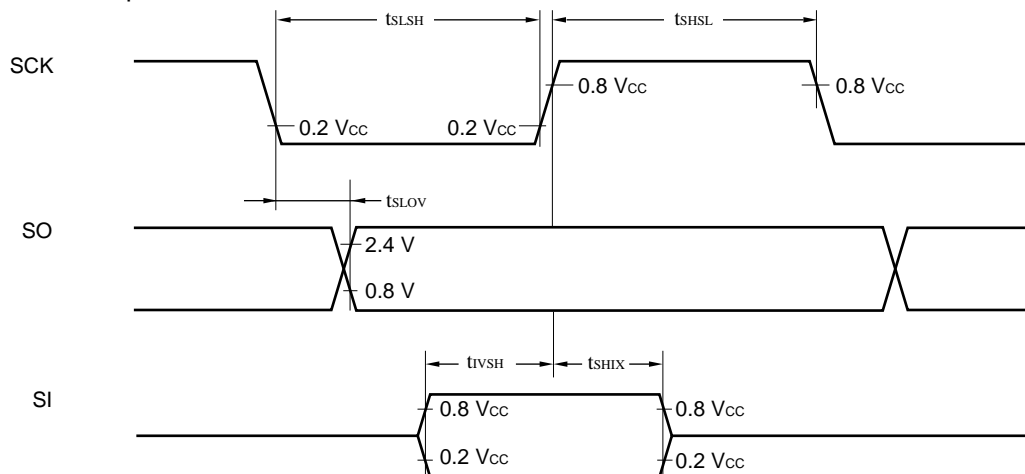 tSLSH
tSHSL
SCK
0.8 VCC
0.8 VCC
0.2 VCC
0.2 VCC
tSLOV
SO
2.4 V
0.8 V
tIVSH
tSHIX
SI
0.8 VCC
0.8 VCC
0.2 VCC
0.2 VCC